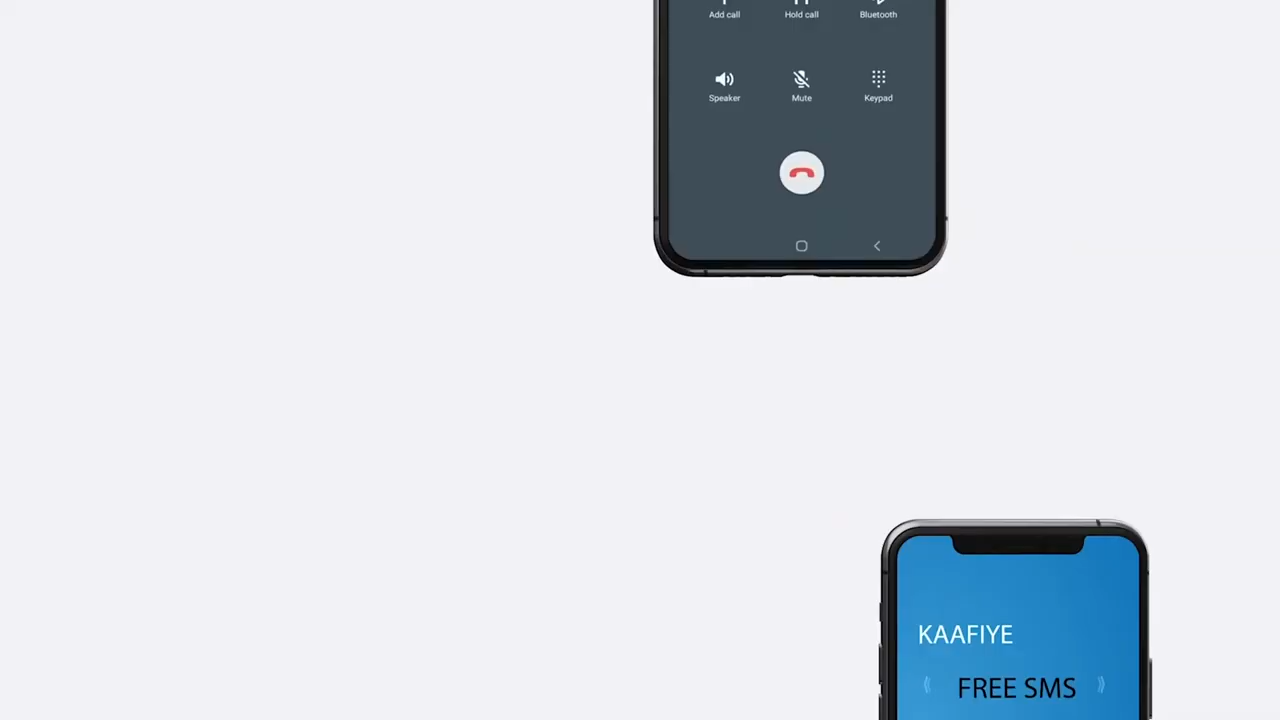 Add call Hold call Bluetooth
Speaker Mute Keypad
KAAFIYE
FREE SMS